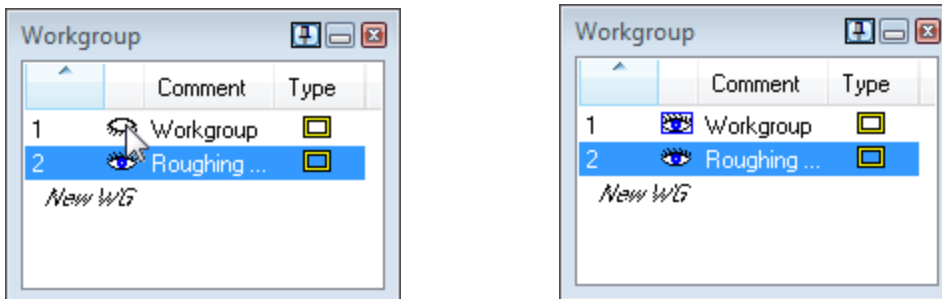 Workgroup
Comment Type
1 Workgroup
2 Roughing ...
New WG
Workgroup
Comment Type
1 Workgroup
2 Roughing ...
New WG